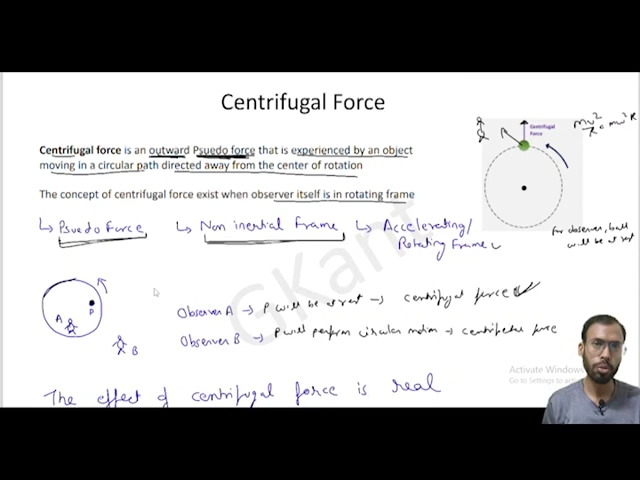 Centrifugal Force
Centrifugal force is an outward Psuedo force that is experienced by an object
moving in a circular path directed away from the center of rotation
The concept of centrifugal force exist when observer itself is in rotating frame
↳ Psuedo Force ↳ Non inertial Frame ↳ Accelerating/
Rotating Frame
Centrifugal
Force
mv²/R = mω²R
For observer, ball
will be at rest
A
P
B
Observer A → P will be at rest → centrifugal force ✓
Observer B → P will perform circular motion → centripetal force
The effect of centrifugal force is real
GKant
Activate Windows
Go to Settings to